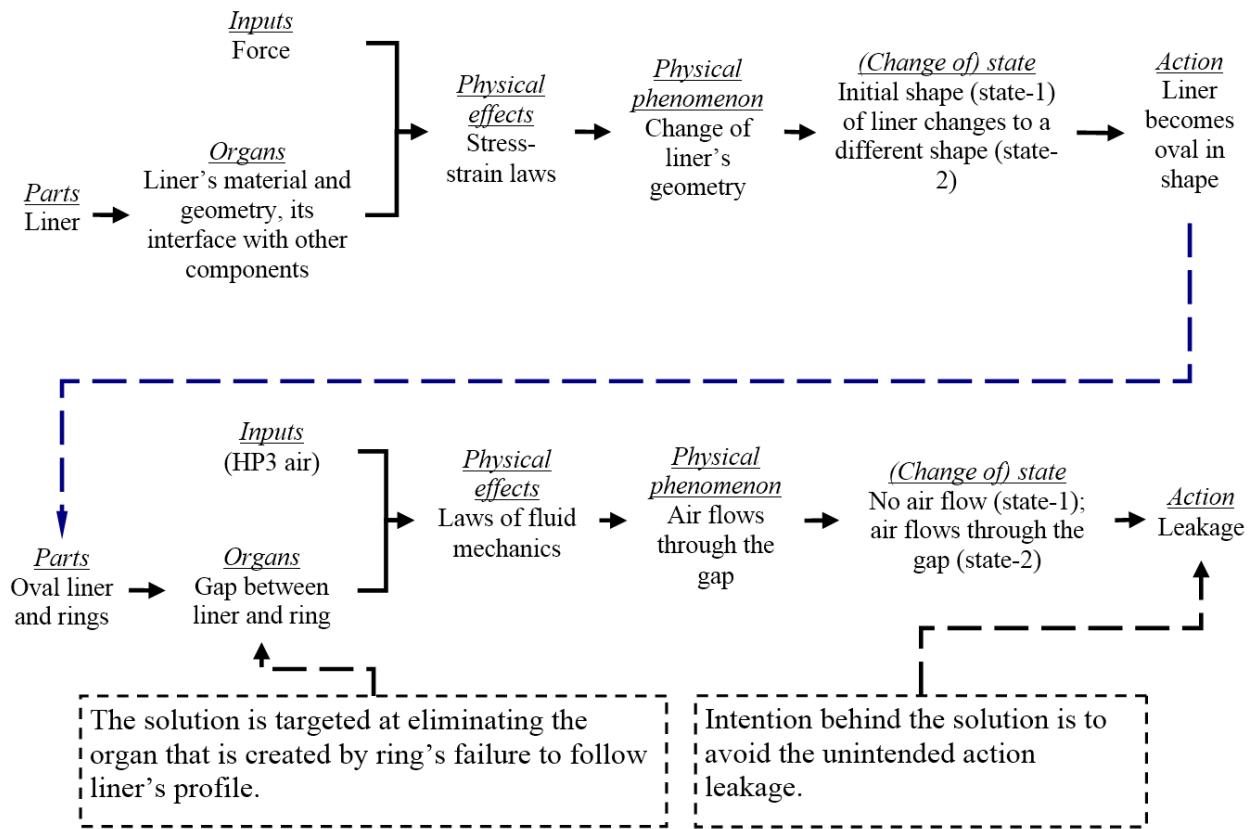 Inputs
Force
Physical
effects
Stress-
strain laws
Physical
phenomenon
Change of
liner's
geometry
(Change of) state
Initial shape (state-1)
of liner changes to a
different shape (state-
2)
Action
Liner
becomes
oval in
shape
Organs
Liner's material and
geometry, its
interface with other
components
Parts
Liner
Inputs
(HP3 air)
Physical
effects
Laws of fluid
mechanics
Physical
phenomenon
Air flows
through the
gap
(Change of) state
No air flow (state-1);
air flows through the
gap (state-2)
Action
Leakage
Parts
Oval liner
and rings
Organs
Gap between
liner and ring
The solution is targeted at eliminating the
organ that is created by ring's failure to follow
liner's profile.
Intention behind the solution is to
avoid the unintended action
leakage.